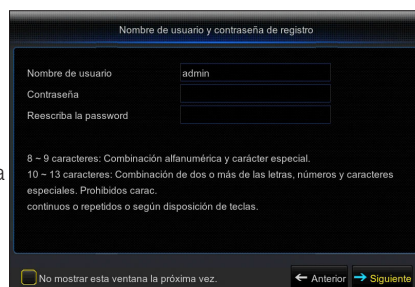 Nombre de usuario y contraseña de registro
Nombre de usuario admin
Contraseña
Reescriba la password
8 ~ 9 caracteres: Combinación alfanumérica y carácter especial.
a
10 ~ 13 caracteres: Combinación de dos o más de las letras, números y caracteres
especiales. Prohibidos carac.
continuos o repetidos o según disposición de teclas.
No mostrar esta ventana la próxima vez. ← Anterior → Siguiente